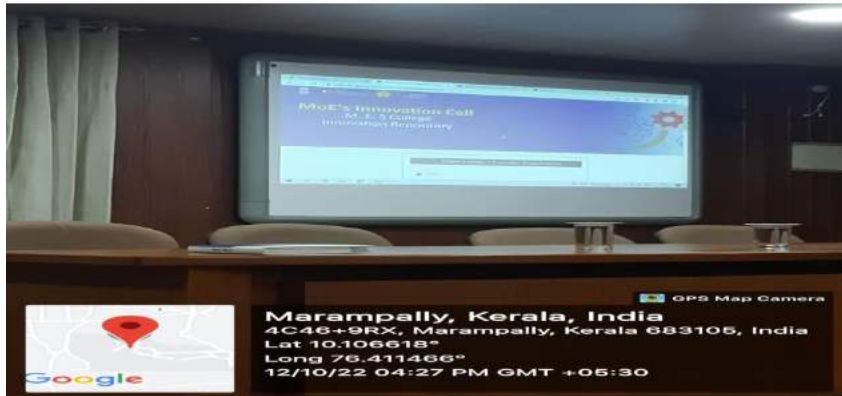 MoE's Innovation Cell
M. E. S College
Innovation Repository
GPS Map Camera
Marampally, Kerala, India
4C46+9RX, Marampally, Kerala 683105, India
Lat 10.106618°
Long 76.411466°
12/10/22 04:27 PM GMT +05:30
Google